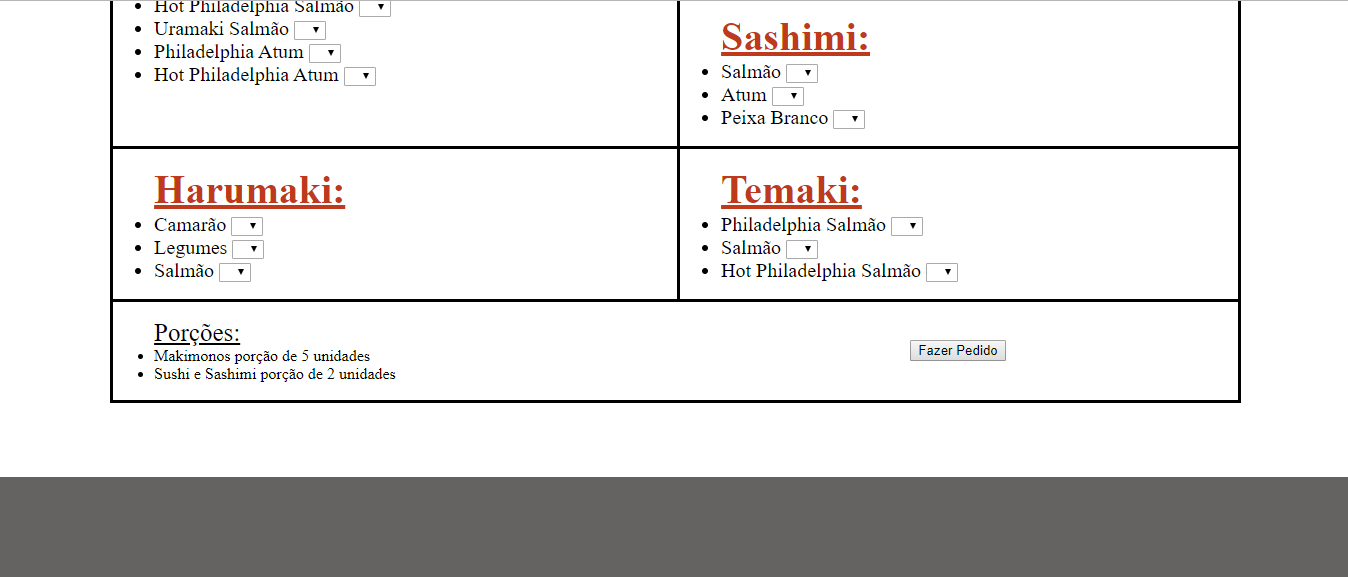 Hot Philadelphia Salmão
Uramaki Salmão
Philadelphia Atum
Hot Philadelphia Atum
Sashimi:
Salmão
Atum
Peixa Branco
Harumaki:
Camarão
Legumes
Salmão
Temaki:
Philadelphia Salmão
Salmão
Hot Philadelphia Salmão
Porções:
Makimonos porção de 5 unidades
Sushi e Sashimi porção de 2 unidades
Fazer Pedido